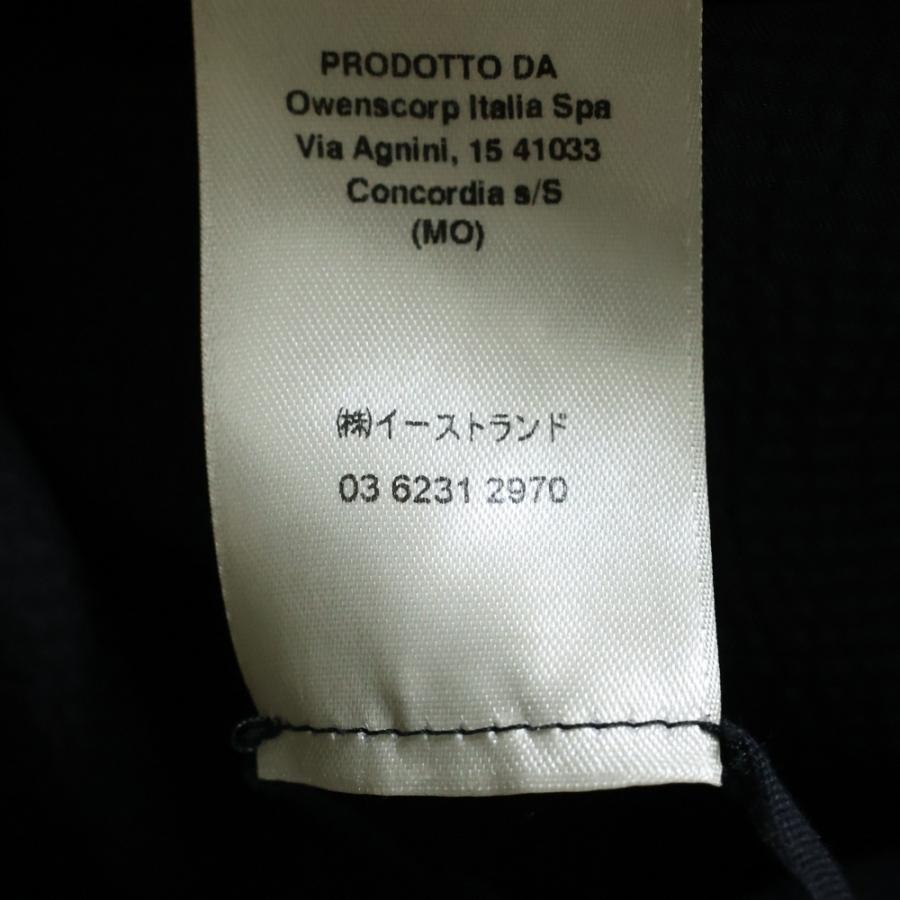 PRODOTTO DA
Owenscorp Italia Spa
Via Agnini, 15 41033
Concordia s/S
(MO)
㈱イーストランド
03 6231 2970